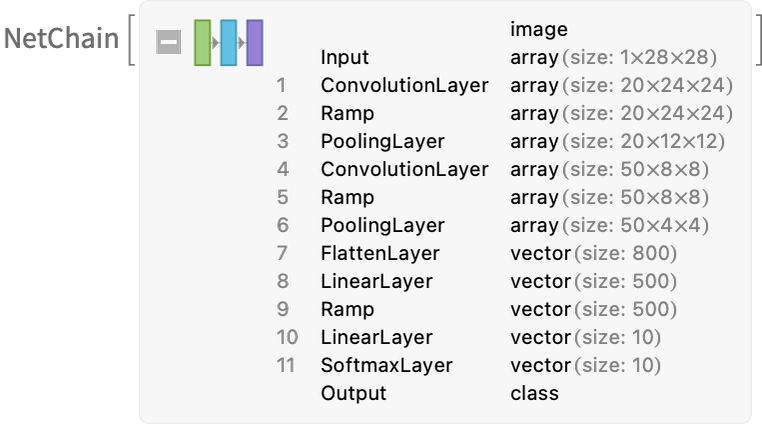 NetChain [
image
Input array (size: 1×28×28)
1 ConvolutionLayer array (size: 20×24×24)
2 Ramp array (size: 20×24×24)
3 PoolingLayer array (size: 20×12×12)
4 ConvolutionLayer array (size: 50×8×8)
5 Ramp array (size: 50×8×8)
6 PoolingLayer array (size: 50×4×4)
7 FlattenLayer vector (size: 800)
8 LinearLayer vector (size: 500)
9 Ramp vector (size: 500)
10 LinearLayer vector (size: 10)
11 SoftmaxLayer vector (size: 10)
Output class
]